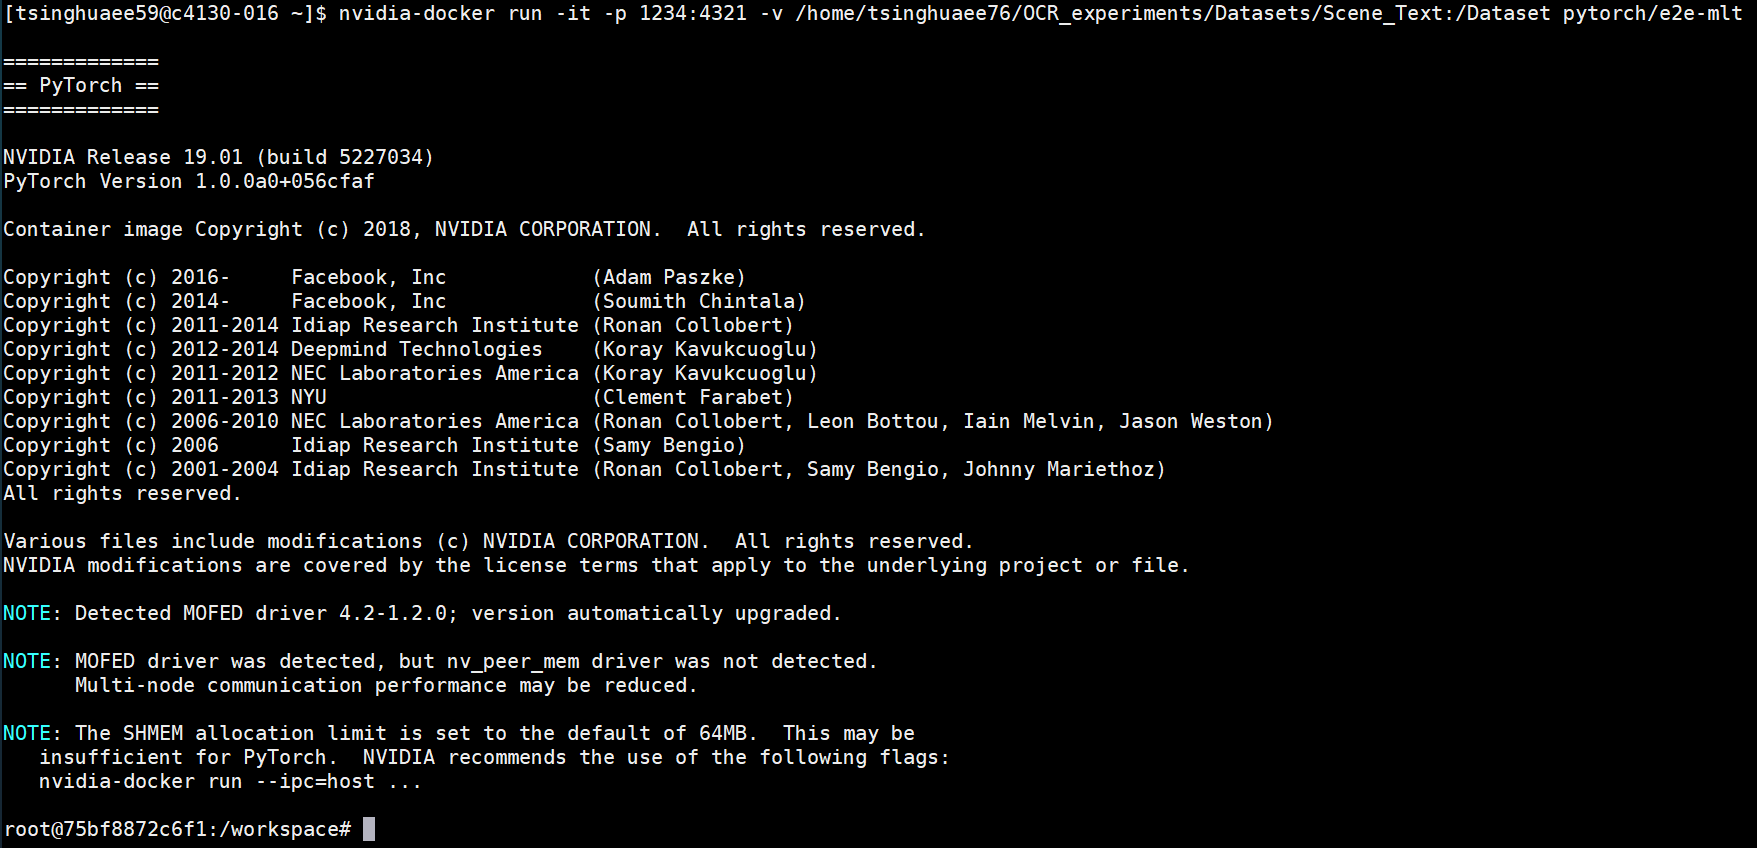 [tsinghuaee59@c4130-016 ~]$ nvidia-docker run -it -p 1234:4321 -v /home/tsinghuaee76/OCR_experiments/Datasets/Scene_Text:/Dataset pytorch/e2e-mlt
=============
== PyTorch ==
=============
NVIDIA Release 19.01 (build 5227034)
PyTorch Version 1.0.0a0+056cfaf
Container image Copyright (c) 2018, NVIDIA CORPORATION.  All rights reserved.
Copyright (c) 2016-     Facebook, Inc            (Adam Paszke)
Copyright (c) 2014-     Facebook, Inc            (Soumith Chintala)
Copyright (c) 2011-2014 Idiap Research Institute (Ronan Collobert)
Copyright (c) 2012-2014 Deepmind Technologies    (Koray Kavukcuoglu)
Copyright (c) 2011-2012 NEC Laboratories America (Koray Kavukcuoglu)
Copyright (c) 2011-2013 NYU                      (Clement Farabet)
Copyright (c) 2006-2010 NEC Laboratories America (Ronan Collobert, Leon Bottou, Iain Melvin, Jason Weston)
Copyright (c) 2006      Idiap Research Institute (Samy Bengio)
Copyright (c) 2001-2004 Idiap Research Institute (Ronan Collobert, Samy Bengio, Johnny Mariethoz)
All rights reserved.
Various files include modifications (c) NVIDIA CORPORATION.  All rights reserved.
NVIDIA modifications are covered by the license terms that apply to the underlying project or file.
NOTE: Detected MOFED driver 4.2-1.2.0; version automatically upgraded.
NOTE: MOFED driver was detected, but nv_peer_mem driver was not detected.
      Multi-node communication performance may be reduced.
NOTE: The SHMEM allocation limit is set to the default of 64MB.  This may be
   insufficient for PyTorch.  NVIDIA recommends the use of the following flags:
   nvidia-docker run --ipc=host ...
root@75bf8872c6f1:/workspace#